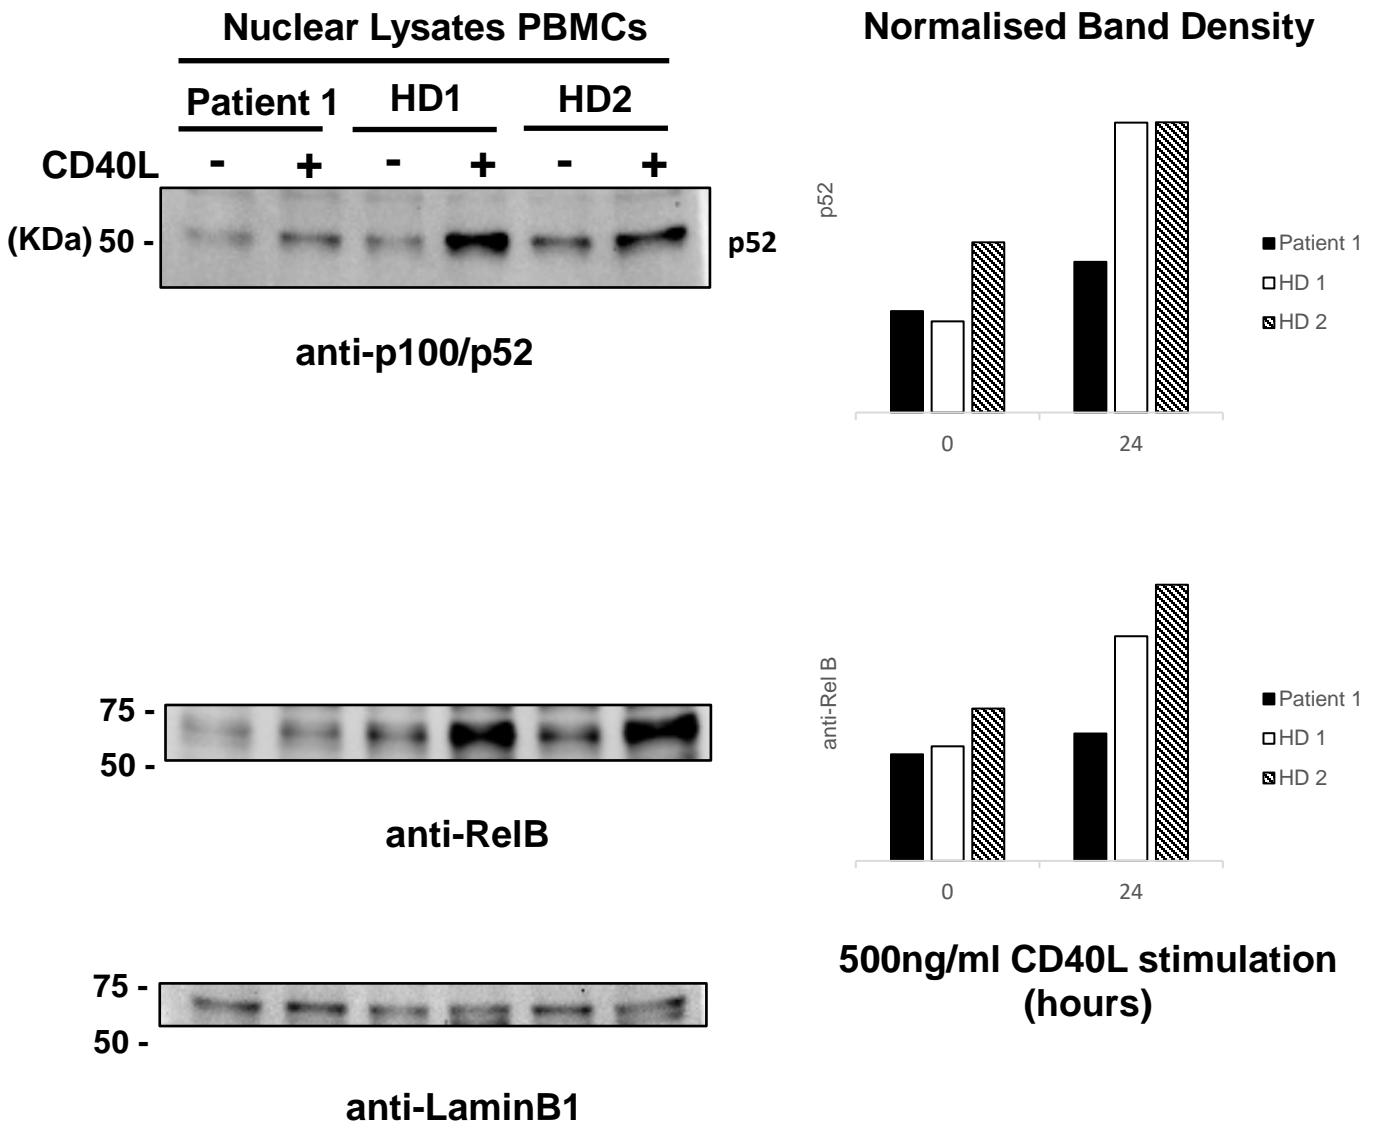 Nuclear Lysates PBMCs
Patient 1 HD1 HD2
CD40L - + - + - +
(KDa) 50 -
p52
anti-p100/p52
75 -
50 -
anti-RelB
75 -
50 -
anti-LaminB1
Normalised Band Density
p52
Patient 1
HD 1
HD 2
0 24
anti-Rel B
Patient 1
HD 1
HD 2
0 24
500ng/ml CD40L stimulation
(hours)